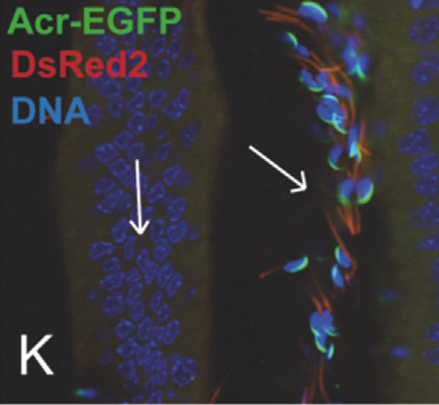 Acr-EGFP
DsRed2
DNA
K